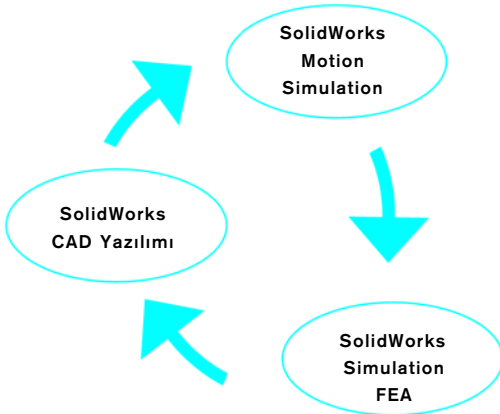 SolidWorks
Motion
Simulation
SolidWorks
CAD Yazılımı
SolidWorks
Simulation
FEA